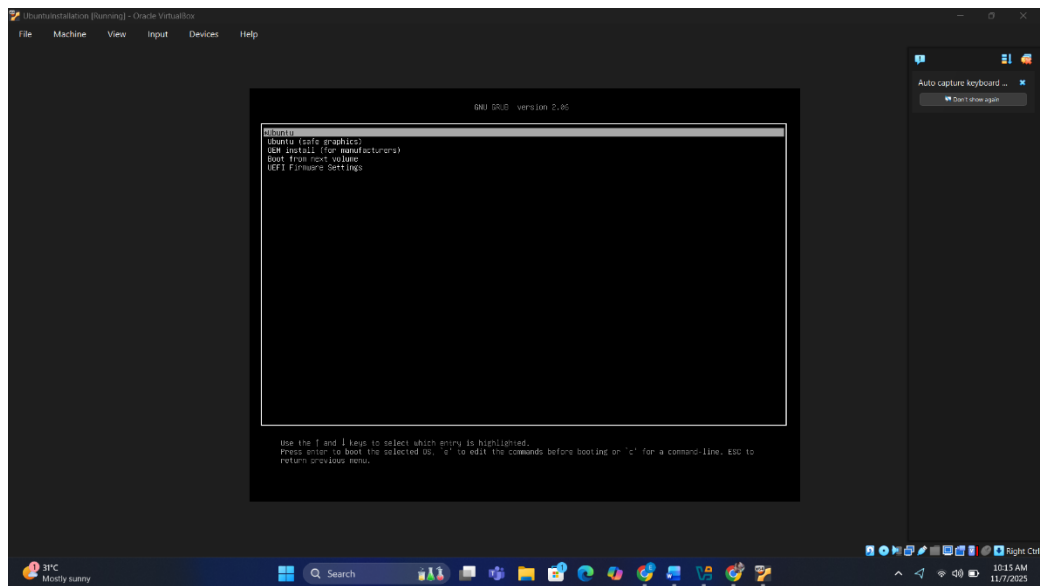 UbuntuInstallation [Running] - Oracle VirtualBox
File Machine View Input Devices Help
Auto capture keyboard ...
Don't show again
GNU GRUB version 2.06
*Ubuntu
Ubuntu (safe graphics)
OEM install (for manufacturers)
Boot from next volume
UEFI Firmware Settings
Use the ↑ and ↓ keys to select which entry is highlighted.
Press enter to boot the selected OS, `e' to edit the commands before booting or `c' for a command-line. ESC to
return previous menu.
Right Ctrl
1
31°C
Mostly sunny
Search
10:15 AM
11/7/2025